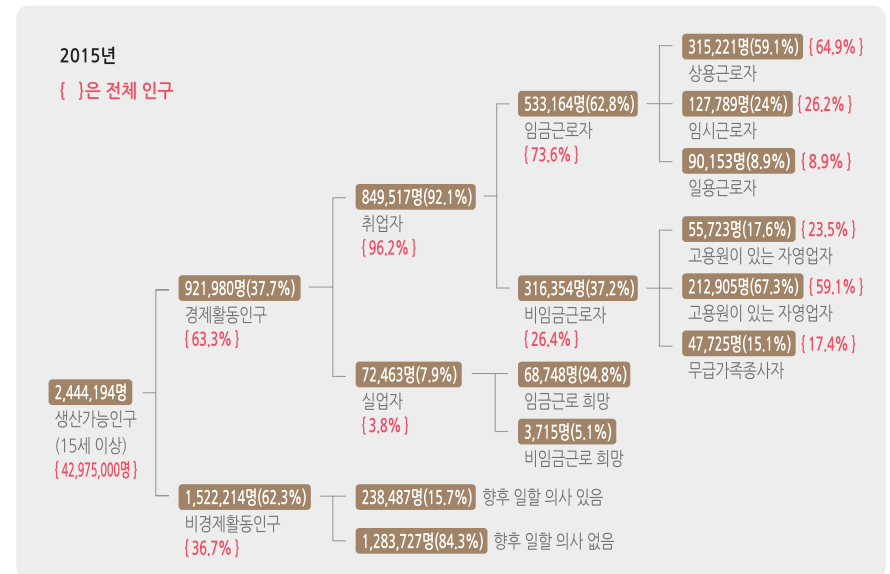 2015년
{ }은 전체 인구
2,444,194명
생산가능인구
(15세 이상)
{ 42,975,000명 }
921,980명(37.7%)
경제활동인구
{ 63.3% }
849,517명(92.1%)
취업자
{ 96.2% }
533,164명(62.8%)
임금근로자
{ 73.6% }
315,221명(59.1%) { 64.9% }
상용근로자
127,789명(24%) { 26.2% }
임시근로자
90,153명(8.9%) { 8.9% }
일용근로자
316,354명(37.2%)
비임금근로자
{ 26.4% }
55,723명(17.6%) { 23.5% }
고용원이 있는 자영업자
212,905명(67.3%) { 59.1% }
고용원이 있는 자영업자
47,725명(15.1%) { 17.4% }
무급가족종사자
72,463명(7.9%)
실업자
{ 3.8% }
68,748명(94.8%)
임금근로 희망
3,715명(5.1%)
비임금근로 희망
1,522,214명(62.3%)
비경제활동인구
{ 36.7% }
238,487명(15.7%) 향후 일할 의사 있음
1,283,727명(84.3%) 향후 일할 의사 없음